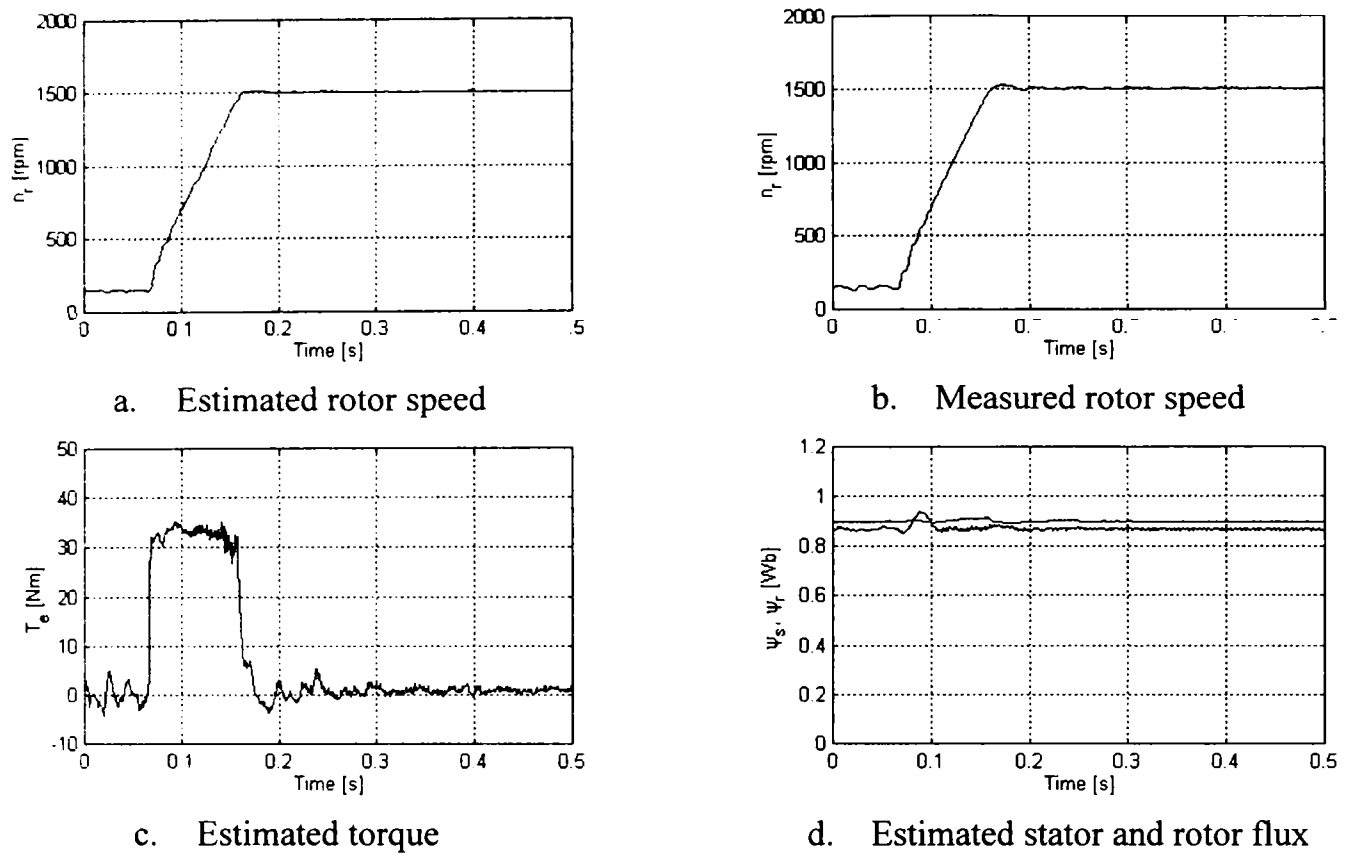 2000
1500
1000
500
0
n_r [rpm]
0 0.1 0.2 0.3 0.4 .5
Time [s]
a. Estimated rotor speed
2000
1500
1000
500
0
n_r [rpm]
0 0. 0. 0. 0.
Time [s]
b. Measured rotor speed
50
40
30
20
10
0
-10
T_e [Nm]
0 0.1 0.2 0.3 0.4 0.5
Time [s]
c. Estimated torque
1.2
1
0.8
0.6
0.4
0.2
0
Ψ_s, Ψ_r [Wb]
0 0.1 0.2 0.3 0.4 0.5
Time [s]
d. Estimated stator and rotor flux